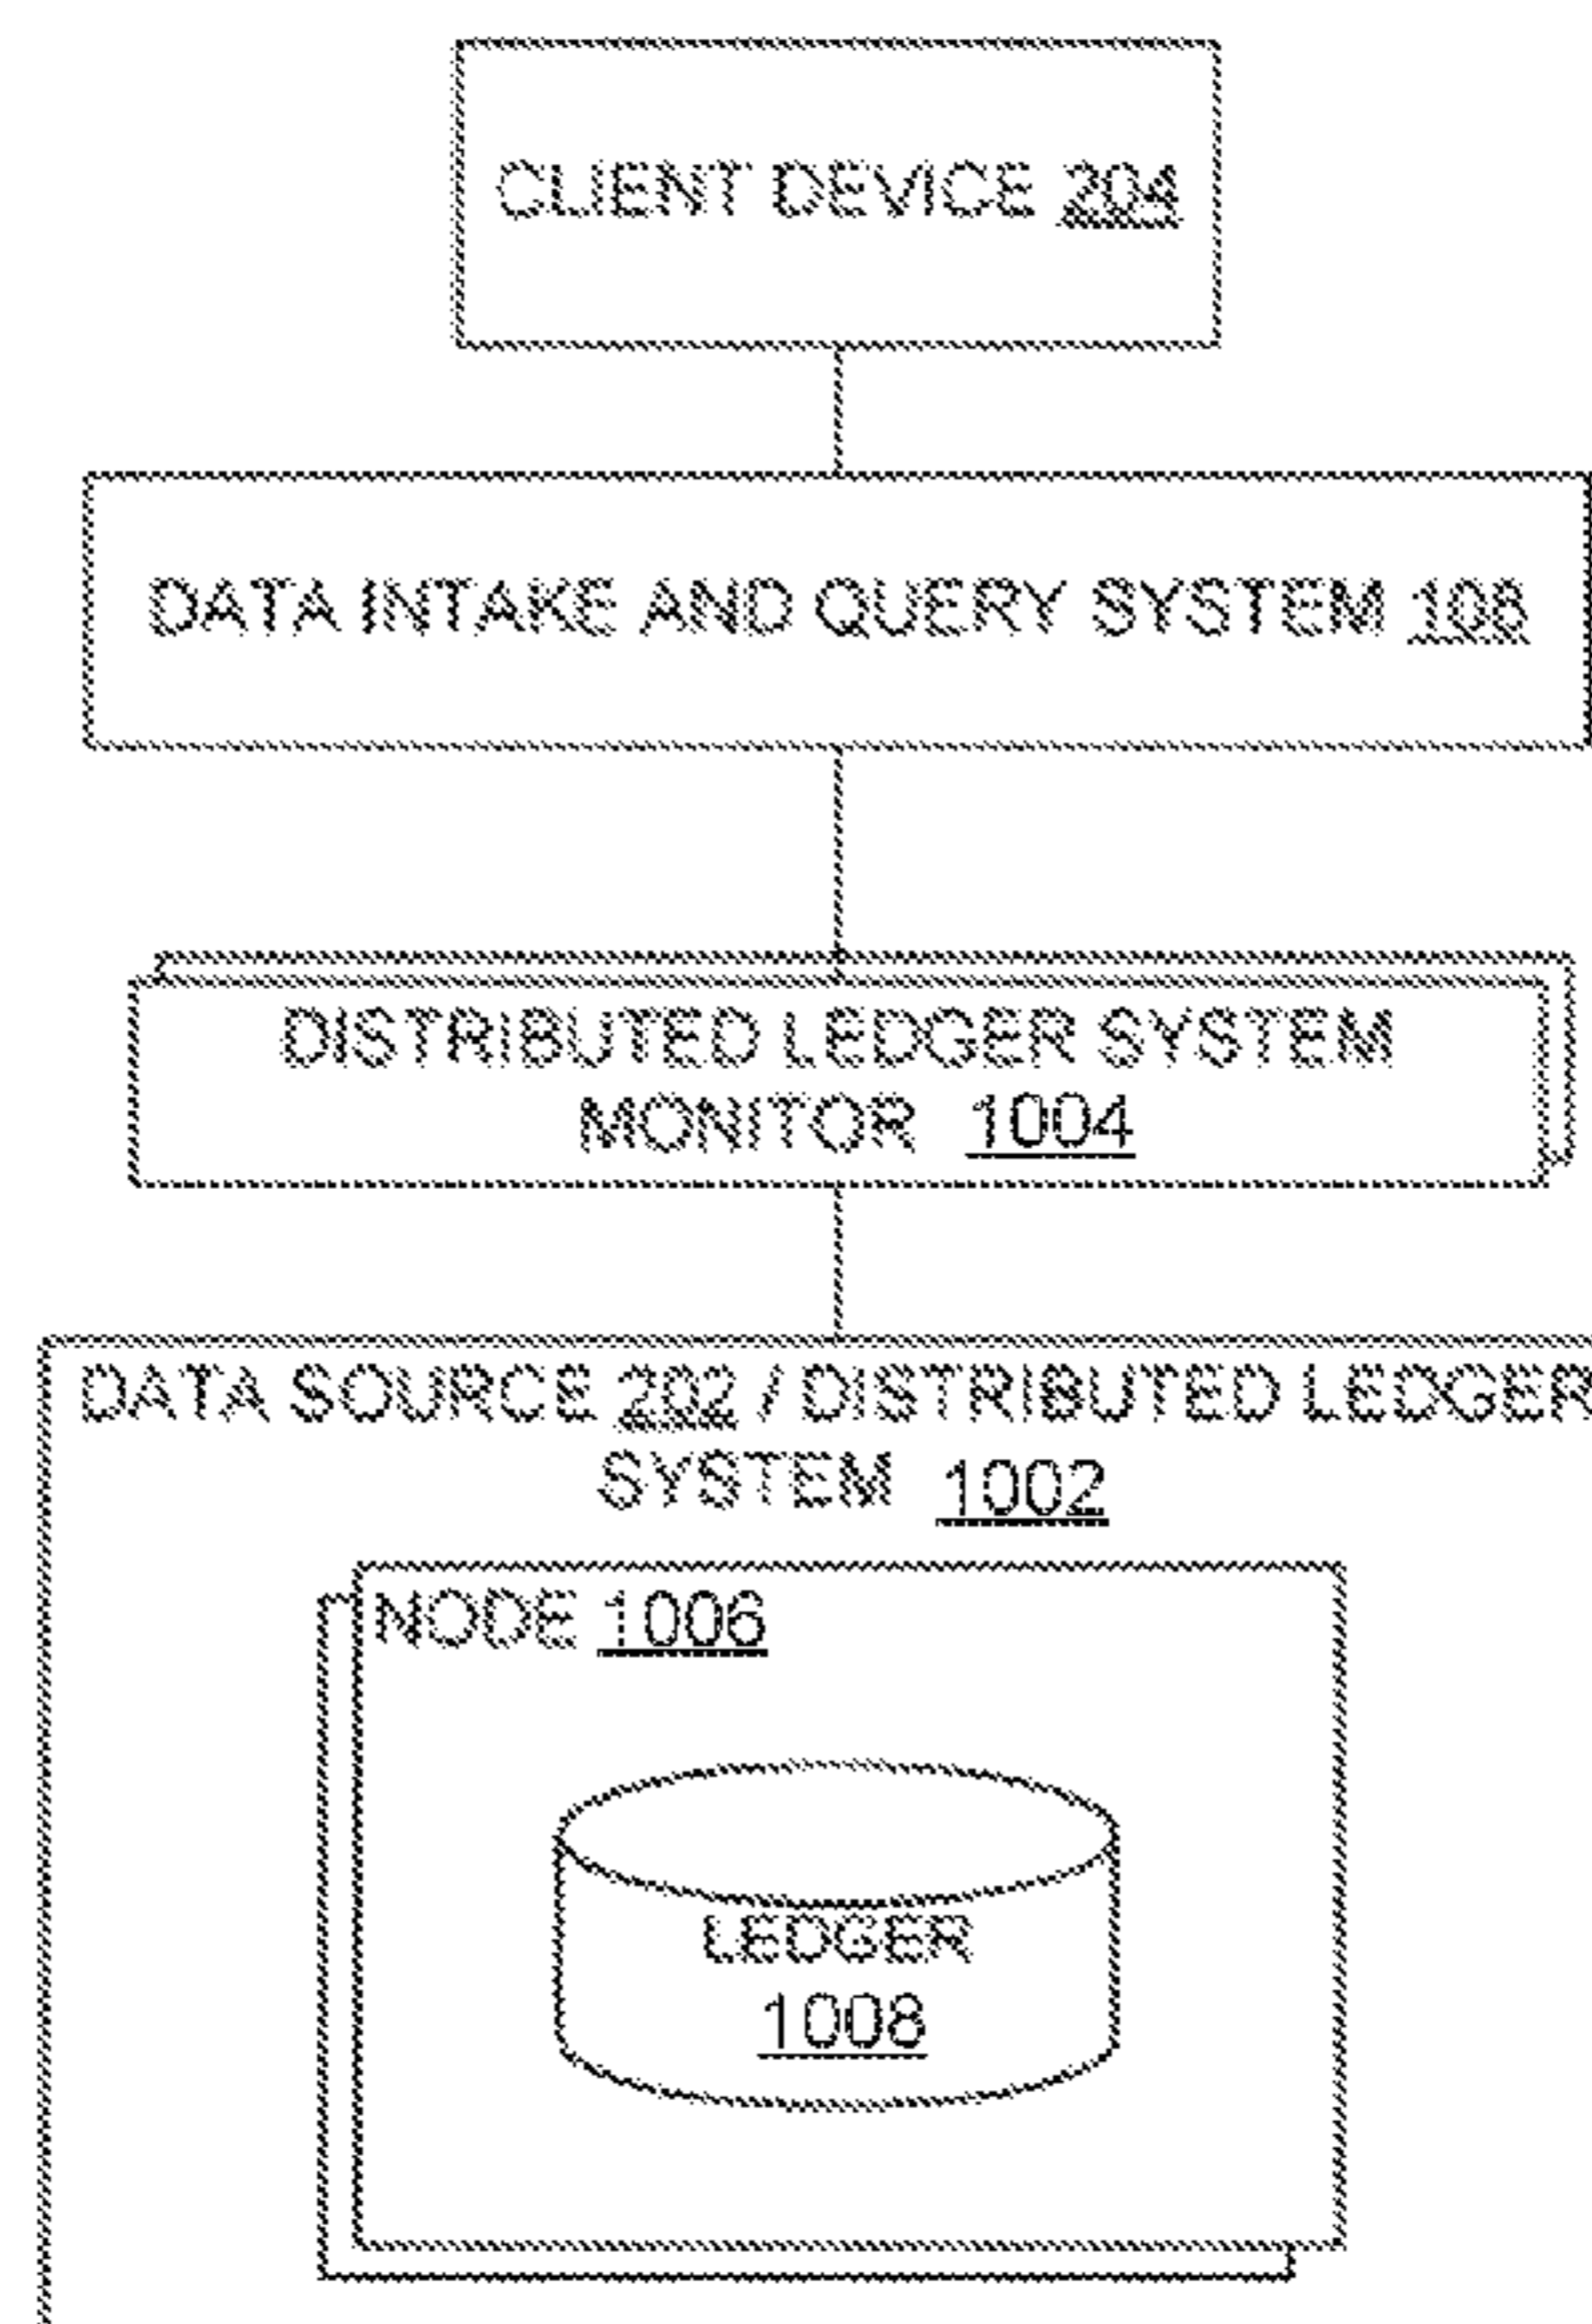 CLIENT DEVICE 204
DATA INTAKE AND QUERY SYSTEM 108
DISTRIBUTED LEDGER SYSTEM
MONITOR 1004
DATA SOURCE 202 / DISTRIBUTED LEDGER
SYSTEM 1002
NODE 1006
LEDGER
1008